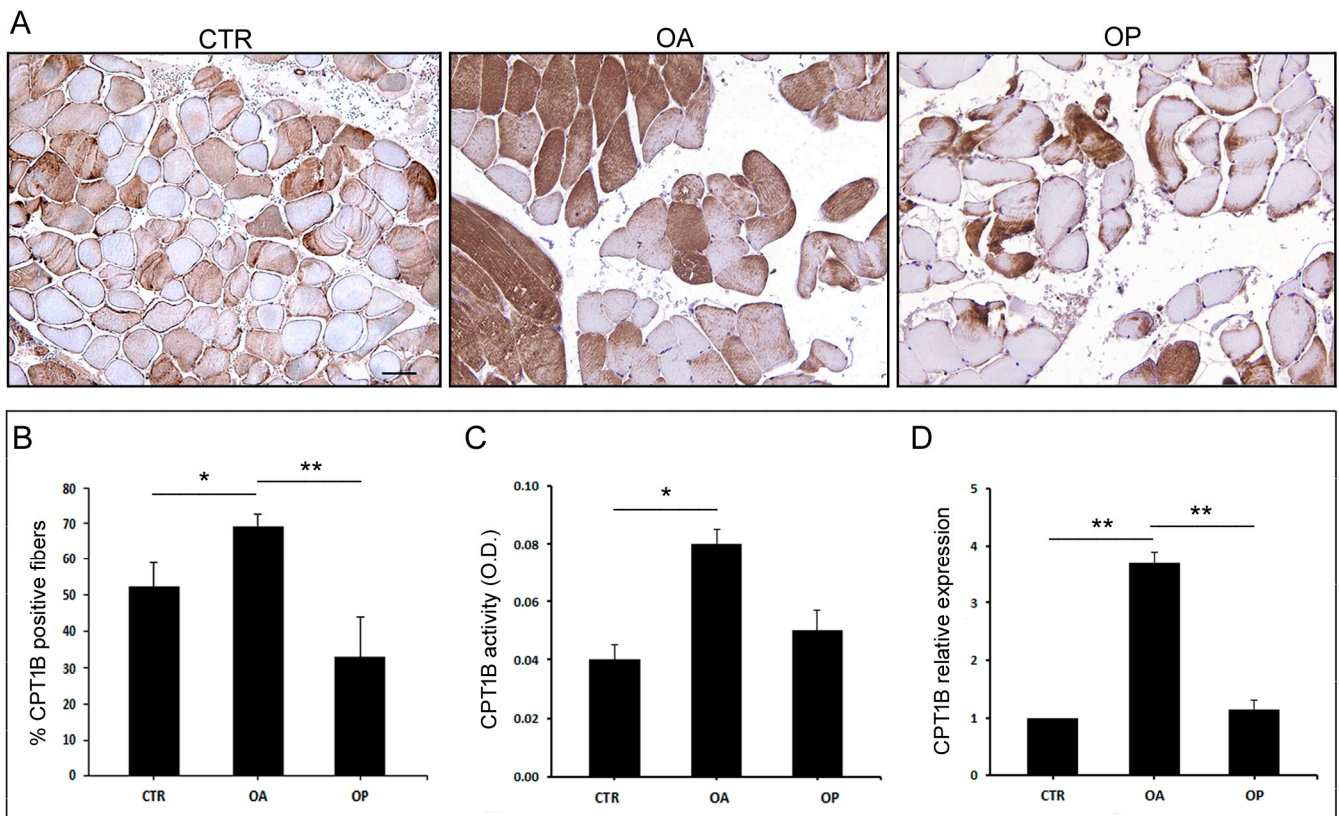 A
CTR
OA
OP
B
% CPT1B positive fibers
80
70
60
50
40
30
20
10
0
*
**
CTR
OA
OP
C
CPT1B activity (O.D.)
0.10
0.08
0.06
0.04
0.02
0.00
*
CTR
OA
OP
D
CPT1B relative expression
5
4
3
2
1
0
**
**
CTR
OA
OP